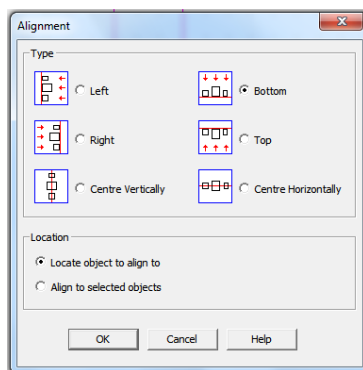 Alignment
Type
Left
Bottom
Right
Top
Centre Vertically
Centre Horizontally
Location
Locate object to align to
Align to selected objects
OK
Cancel
Help